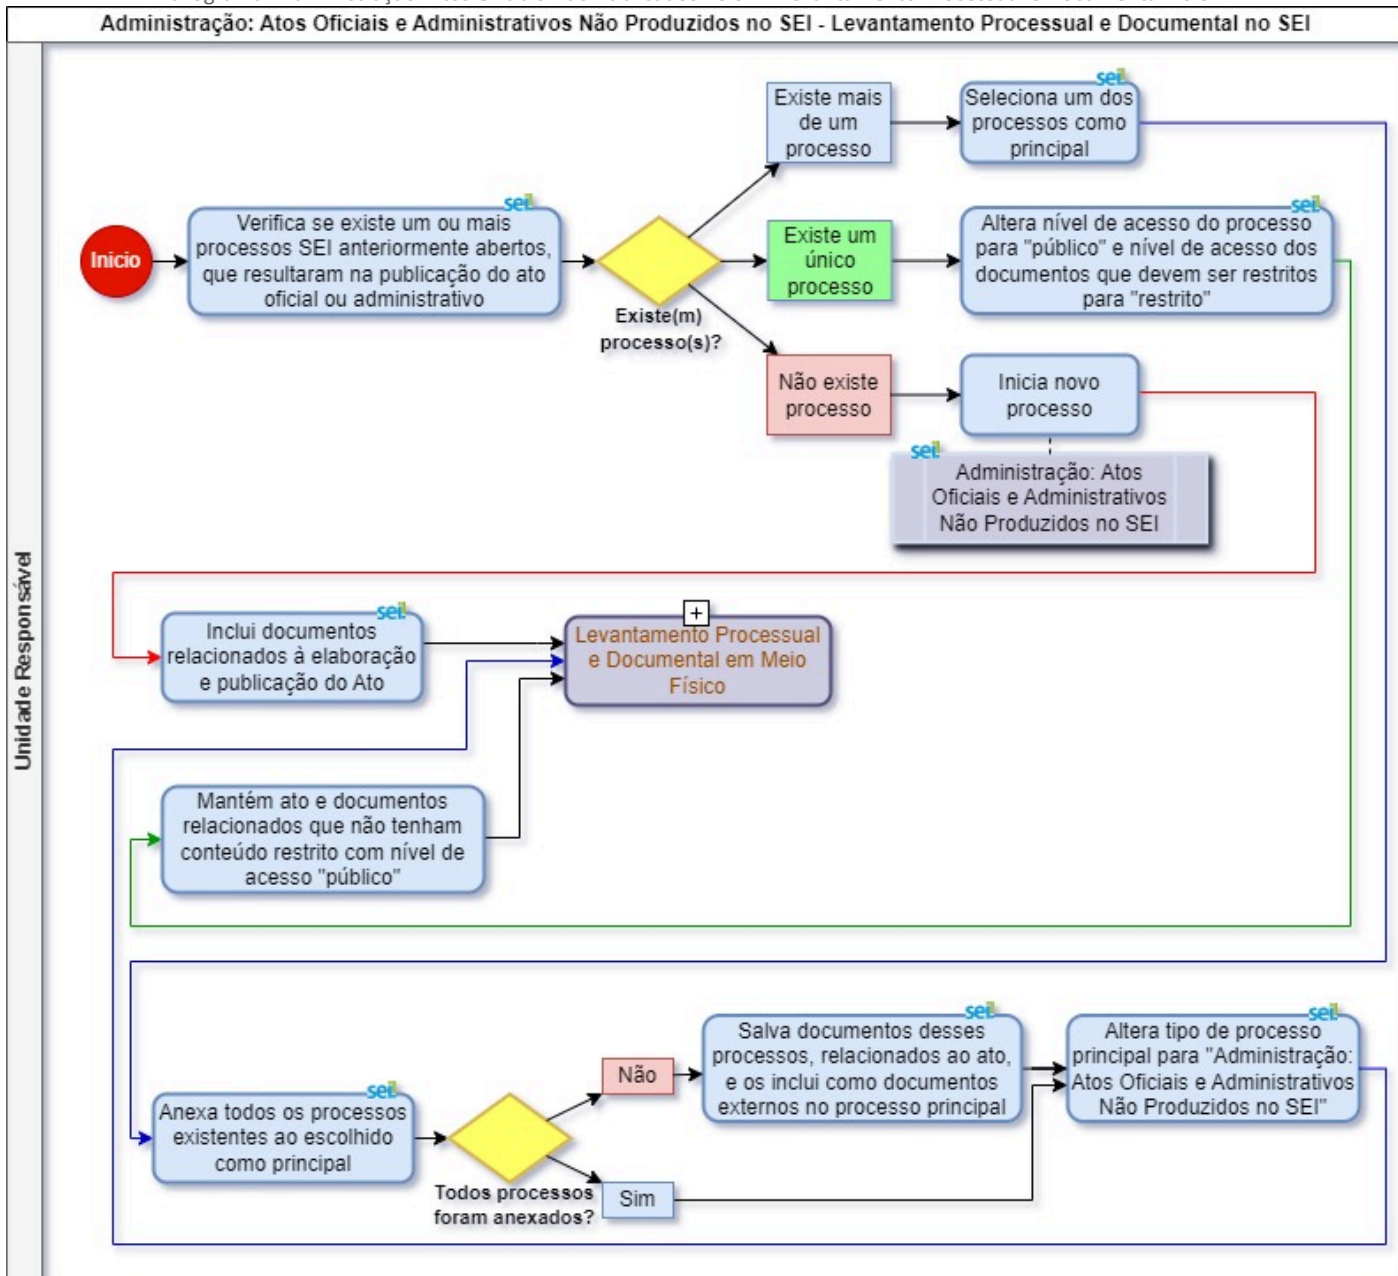 Administração: Atos Oficiais e Administrativos Não Produzidos no SEI - Levantamento Processual e Documental no SEI
Unidade Responsável
Inicio
sei!
Verifica se existe um ou mais
processos SEI anteriormente abertos,
que resultaram na publicação do ato
oficial ou administrativo
Existe(m)
processo(s)?
Existe mais
de um
processo
sei!
Seleciona um dos
processos como
principal
Existe um
único
processo
sei!
Altera nível de acesso do processo
para "público" e nível de acesso dos
documentos que devem ser restritos
para "restrito"
Não existe
processo
Inicia novo
processo
sei!
Administração: Atos
Oficiais e Administrativos
Não Produzidos no SEI
sei!
Inclui documentos
relacionados à elaboração
e publicação do Ato
+
Levantamento Processual
e Documental em Meio
Físico
Mantém ato e documentos
relacionados que não tenham
conteúdo restrito com nível de
acesso "público"
sei!
Anexa todos os processos
existentes ao escolhido
como principal
Todos processos
foram anexados?
Não
Sim
sei!
Salva documentos desses
processos, relacionados ao ato,
e os inclui como documentos
externos no processo principal
sei!
Altera tipo de processo
principal para "Administração:
Atos Oficiais e Administrativos
Não Produzidos no SEI"